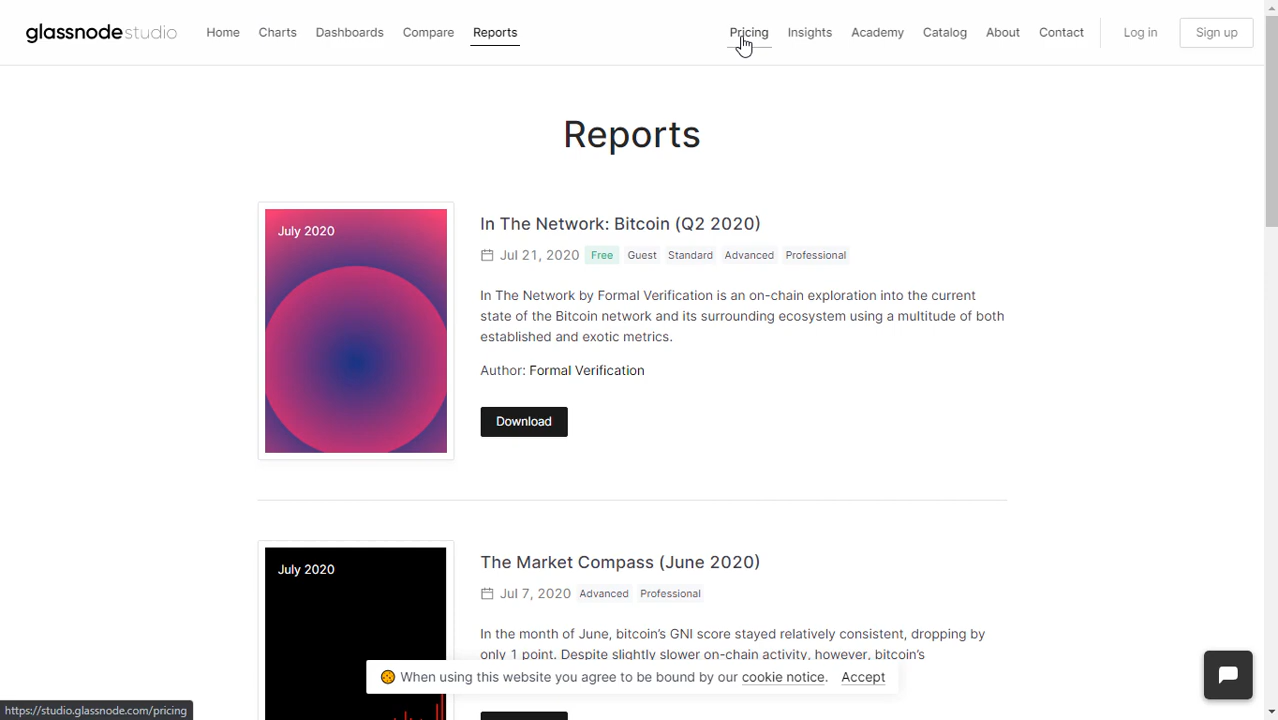 glassnodestudio Home Charts Dashboards Compare Reports Pricing Insights Academy Catalog About Contact Log in Sign up
Reports
July 2020
In The Network: Bitcoin (Q2 2020)
Jul 21, 2020 Free Guest Standard Advanced Professional
In The Network by Formal Verification is an on-chain exploration into the current
state of the Bitcoin network and its surrounding ecosystem using a multitude of both
established and exotic metrics.
Author: Formal Verification
Download
July 2020
The Market Compass (June 2020)
Jul 7, 2020 Advanced Professional
In the month of June, bitcoin’s GNI score stayed relatively consistent, dropping by
only 1 point. Despite slightly slower on-chain activity, however, bitcoin’s
When using this website you agree to be bound by our cookie notice. Accept
https://studio.glassnode.com/pricing